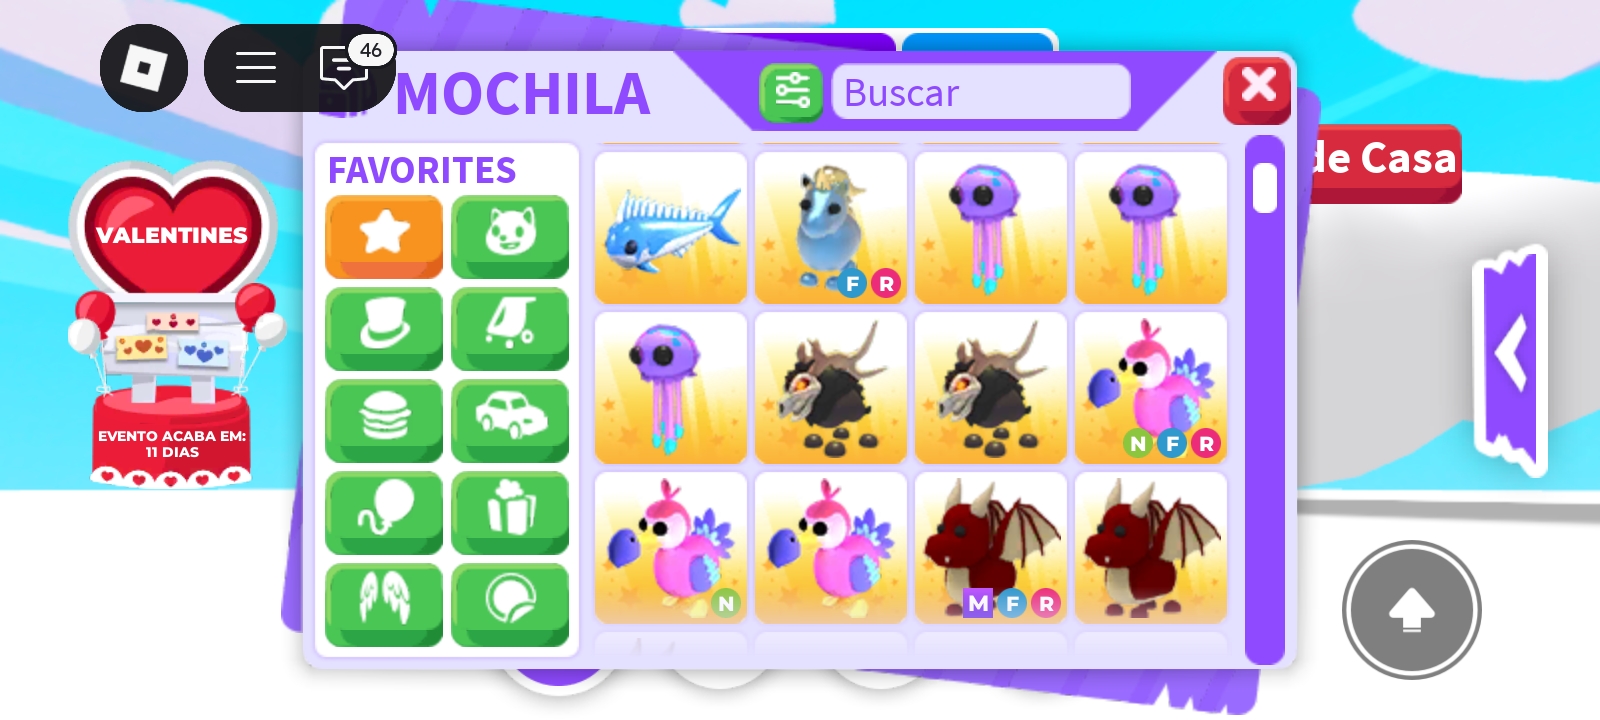 46
MOCHILA
Buscar
de Casa
FAVORITES
VALENTINES
EVENTO ACABA EM:
11 DIAS
F R
N F R
N
M F R